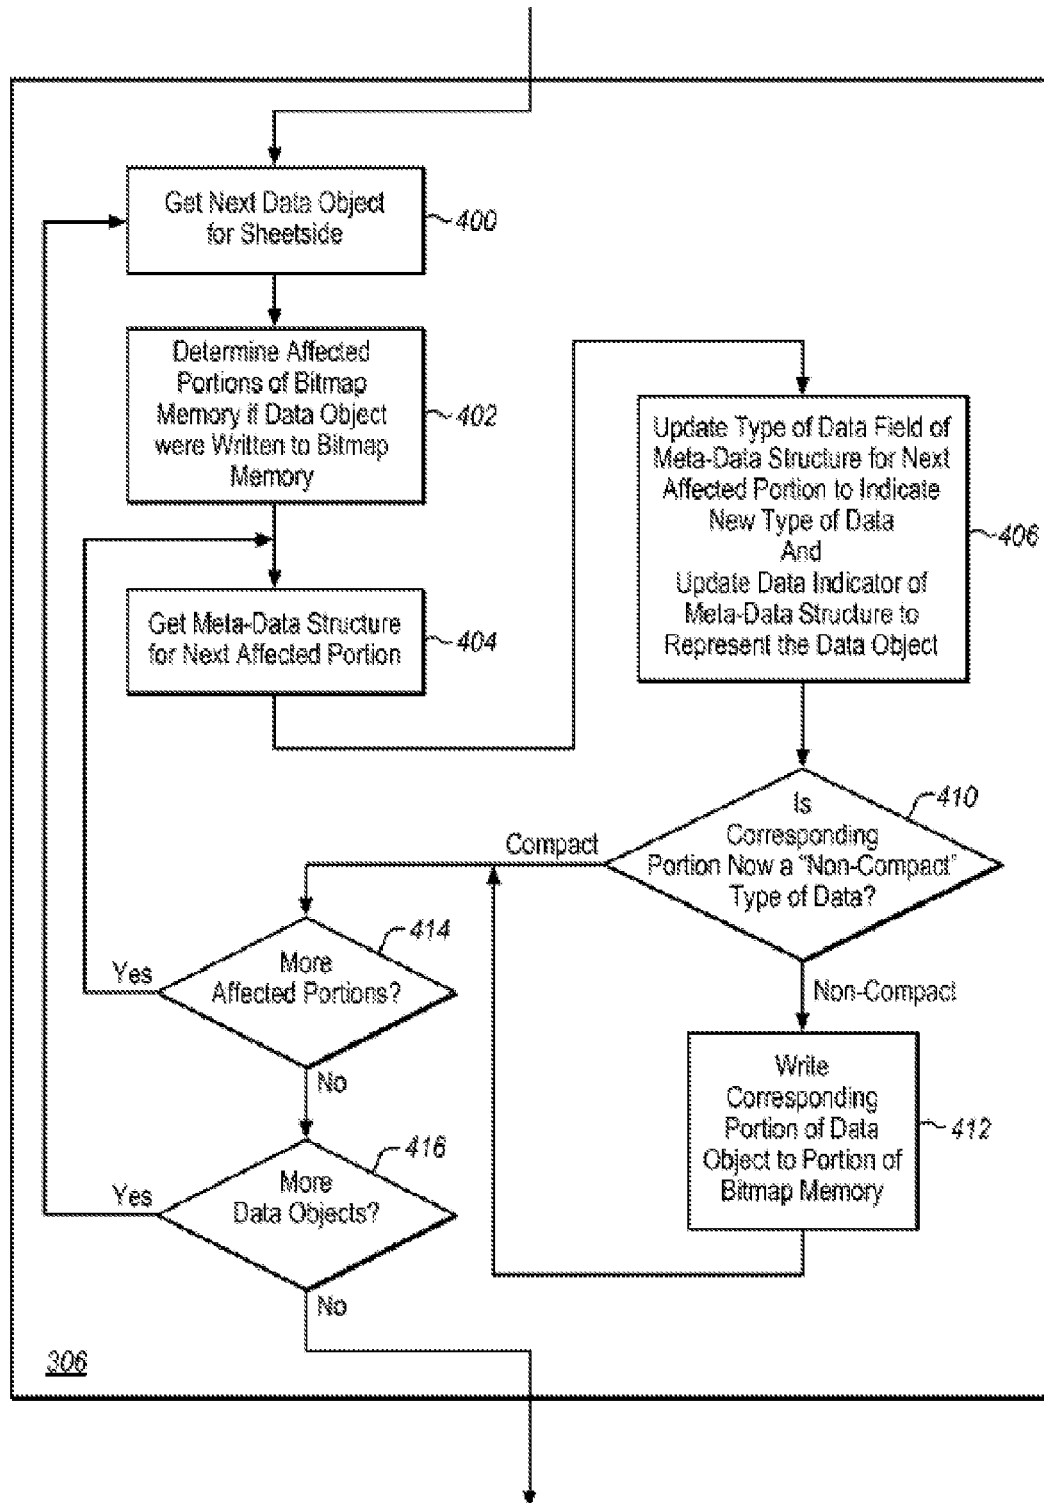 Get Next Data Object
for Sheetside
400
Determine Affected
Portions of Bitmap
Memory if Data Object
were Written to Bitmap
Memory
402
Get Meta-Data Structure
for Next Affected Portion
404
Update Type of Data Field of
Meta-Data Structure for Next
Affected Portion to Indicate
New Type of Data
And
Update Data Indicator of
Meta-Data Structure to
Represent the Data Object
406
Is
Corresponding
Portion Now a "Non-Compact"
Type of Data?
410
Compact
Non-Compact
Write
Corresponding
Portion of Data
Object to Portion of
Bitmap Memory
412
More
Affected Portions?
414
Yes
No
More
Data Objects?
416
Yes
No
306